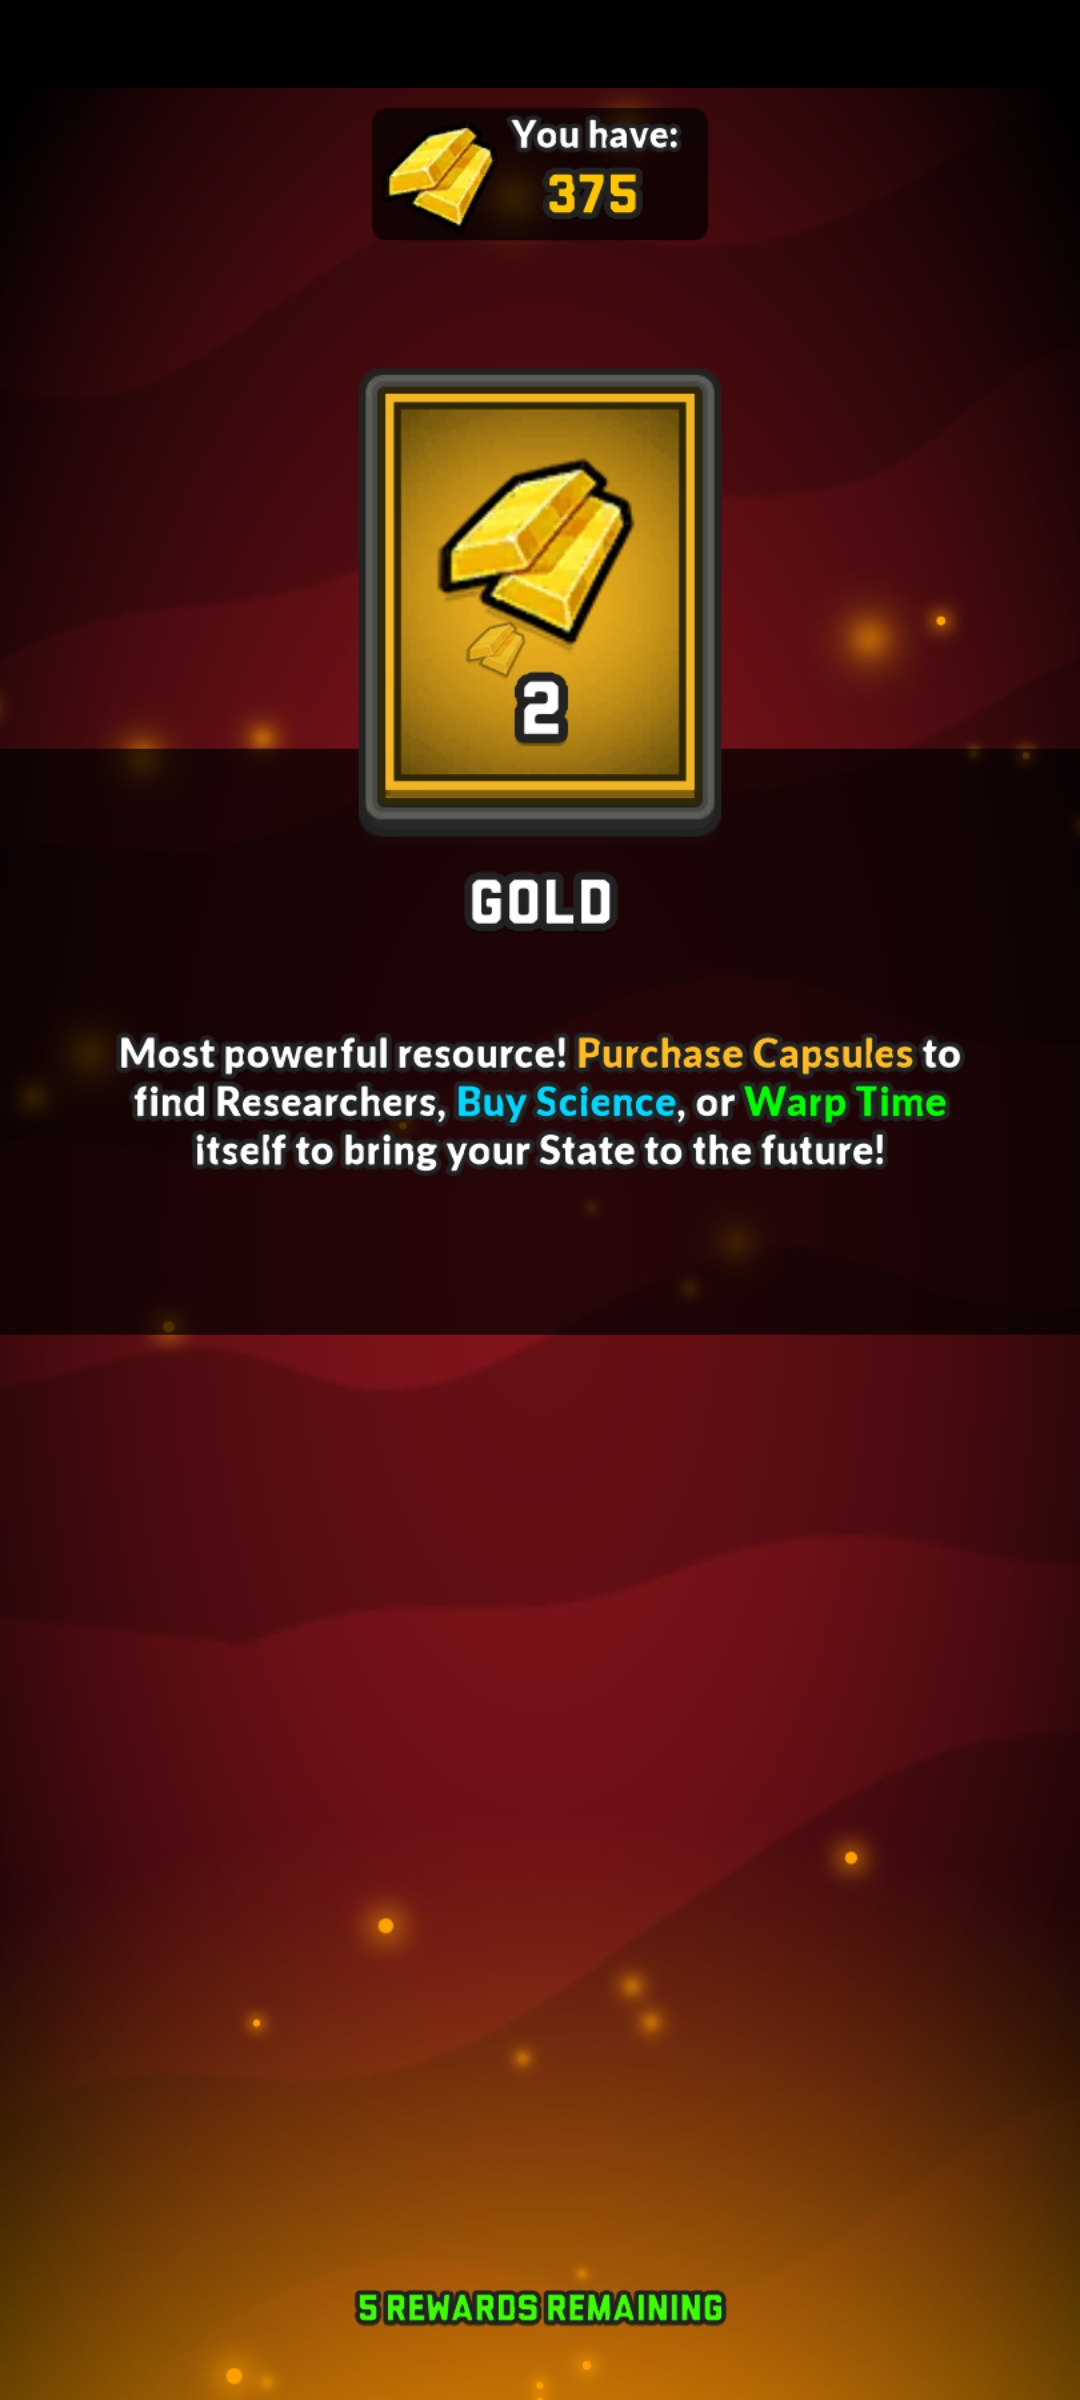 You have:
375
2
GOLD
Most powerful resource! Purchase Capsules to
find Researchers, Buy Science, or Warp Time
itself to bring your State to the future!
5 REWARDS REMAINING